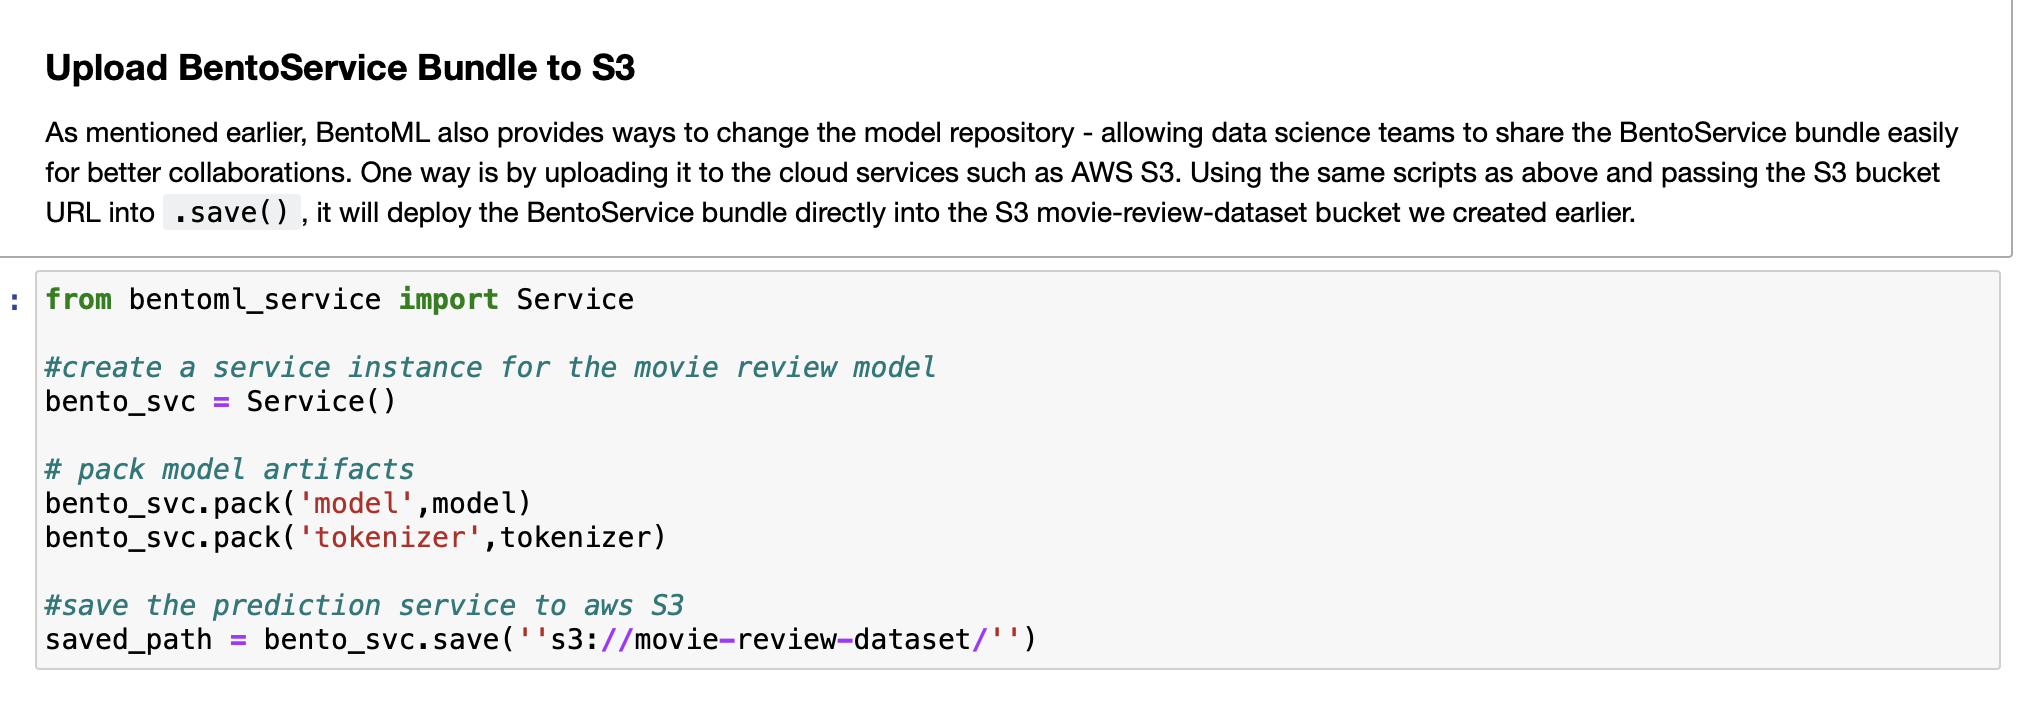 Upload BentoService Bundle to S3
As mentioned earlier, BentoML also provides ways to change the model repository - allowing data science teams to share the BentoService bundle easily
for better collaborations. One way is by uploading it to the cloud services such as AWS S3. Using the same scripts as above and passing the S3 bucket
URL into .save() , it will deploy the BentoService bundle directly into the S3 movie-review-dataset bucket we created earlier.
: from bentoml_service import Service
#create a service instance for the movie review model
bento_svc = Service()
# pack model artifacts
bento_svc.pack('model',model)
bento_svc.pack('tokenizer',tokenizer)
#save the prediction service to aws S3
saved_path = bento_svc.save(''s3://movie-review-dataset/'')